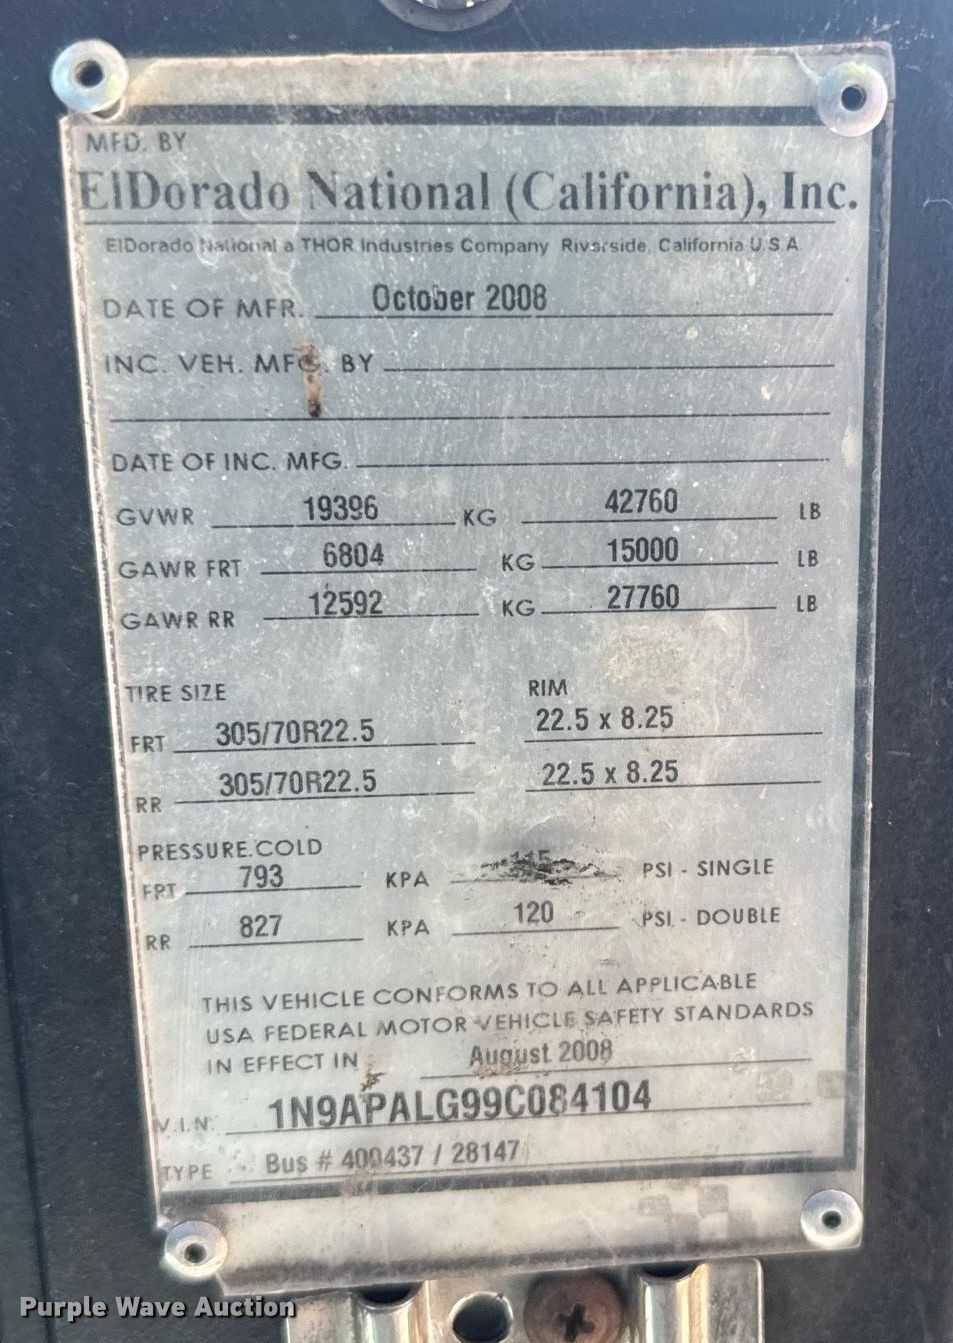 MFD. BY
ElDorado National (California), Inc.
ElDorado National a THOR Industries Company Riverside, California U.S.A.
DATE OF MFR. October 2008
INC. VEH. MFG. BY
DATE OF INC. MFG.
GVWR 19396 KG 42760 LB
GAWR FRT 6804 KG 15000 LB
GAWR RR 12592 KG 27760 LB
TIRE SIZE RIM
FRT 305/70R22.5 22.5 x 8.25
RR 305/70R22.5 22.5 x 8.25
PRESSURE.COLD
FRT 793 KPA PSI - SINGLE
RR 827 KPA 120 PSI - DOUBLE
THIS VEHICLE CONFORMS TO ALL APPLICABLE
USA FEDERAL MOTOR VEHICLE SAFETY STANDARDS
IN EFFECT IN August 2008
V.I.N. 1N9APALG99C084104
TYPE Bus # 400437 / 28147
Purple Wave Auction